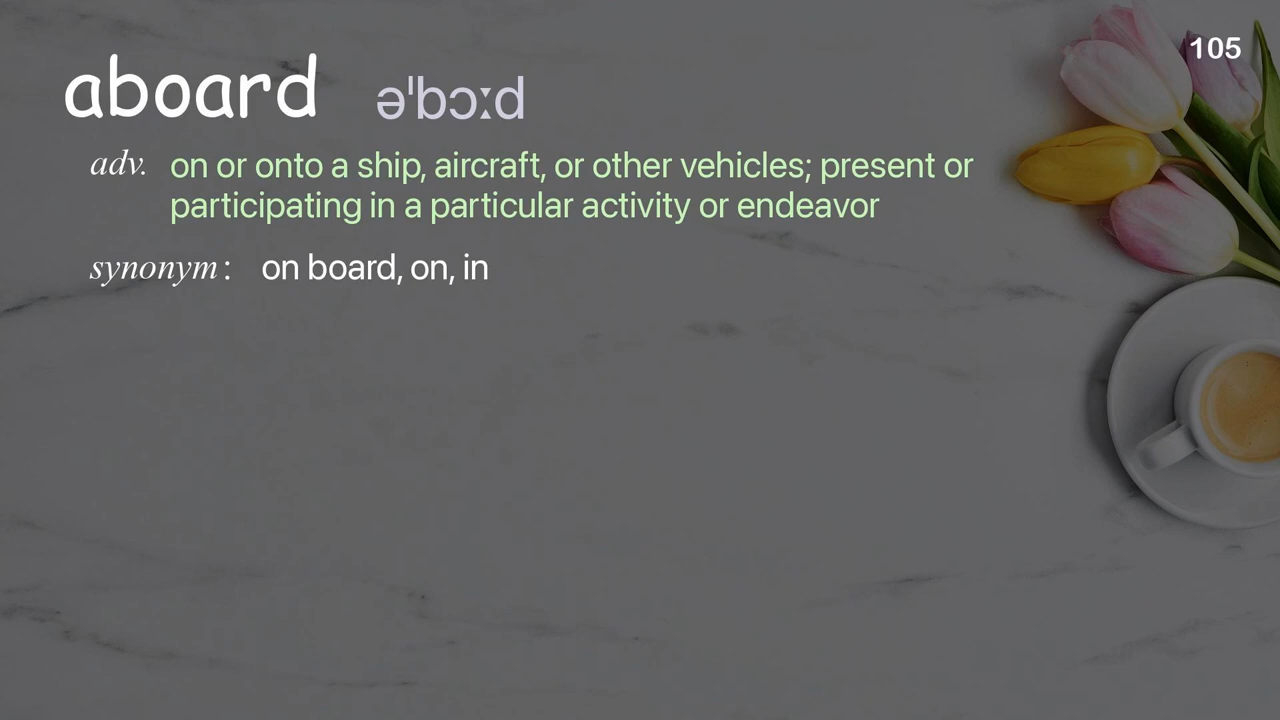 105
aboard əˈbɔːd
adv. on or onto a ship, aircraft, or other vehicles; present or
participating in a particular activity or endeavor
synonym : on board, on, in